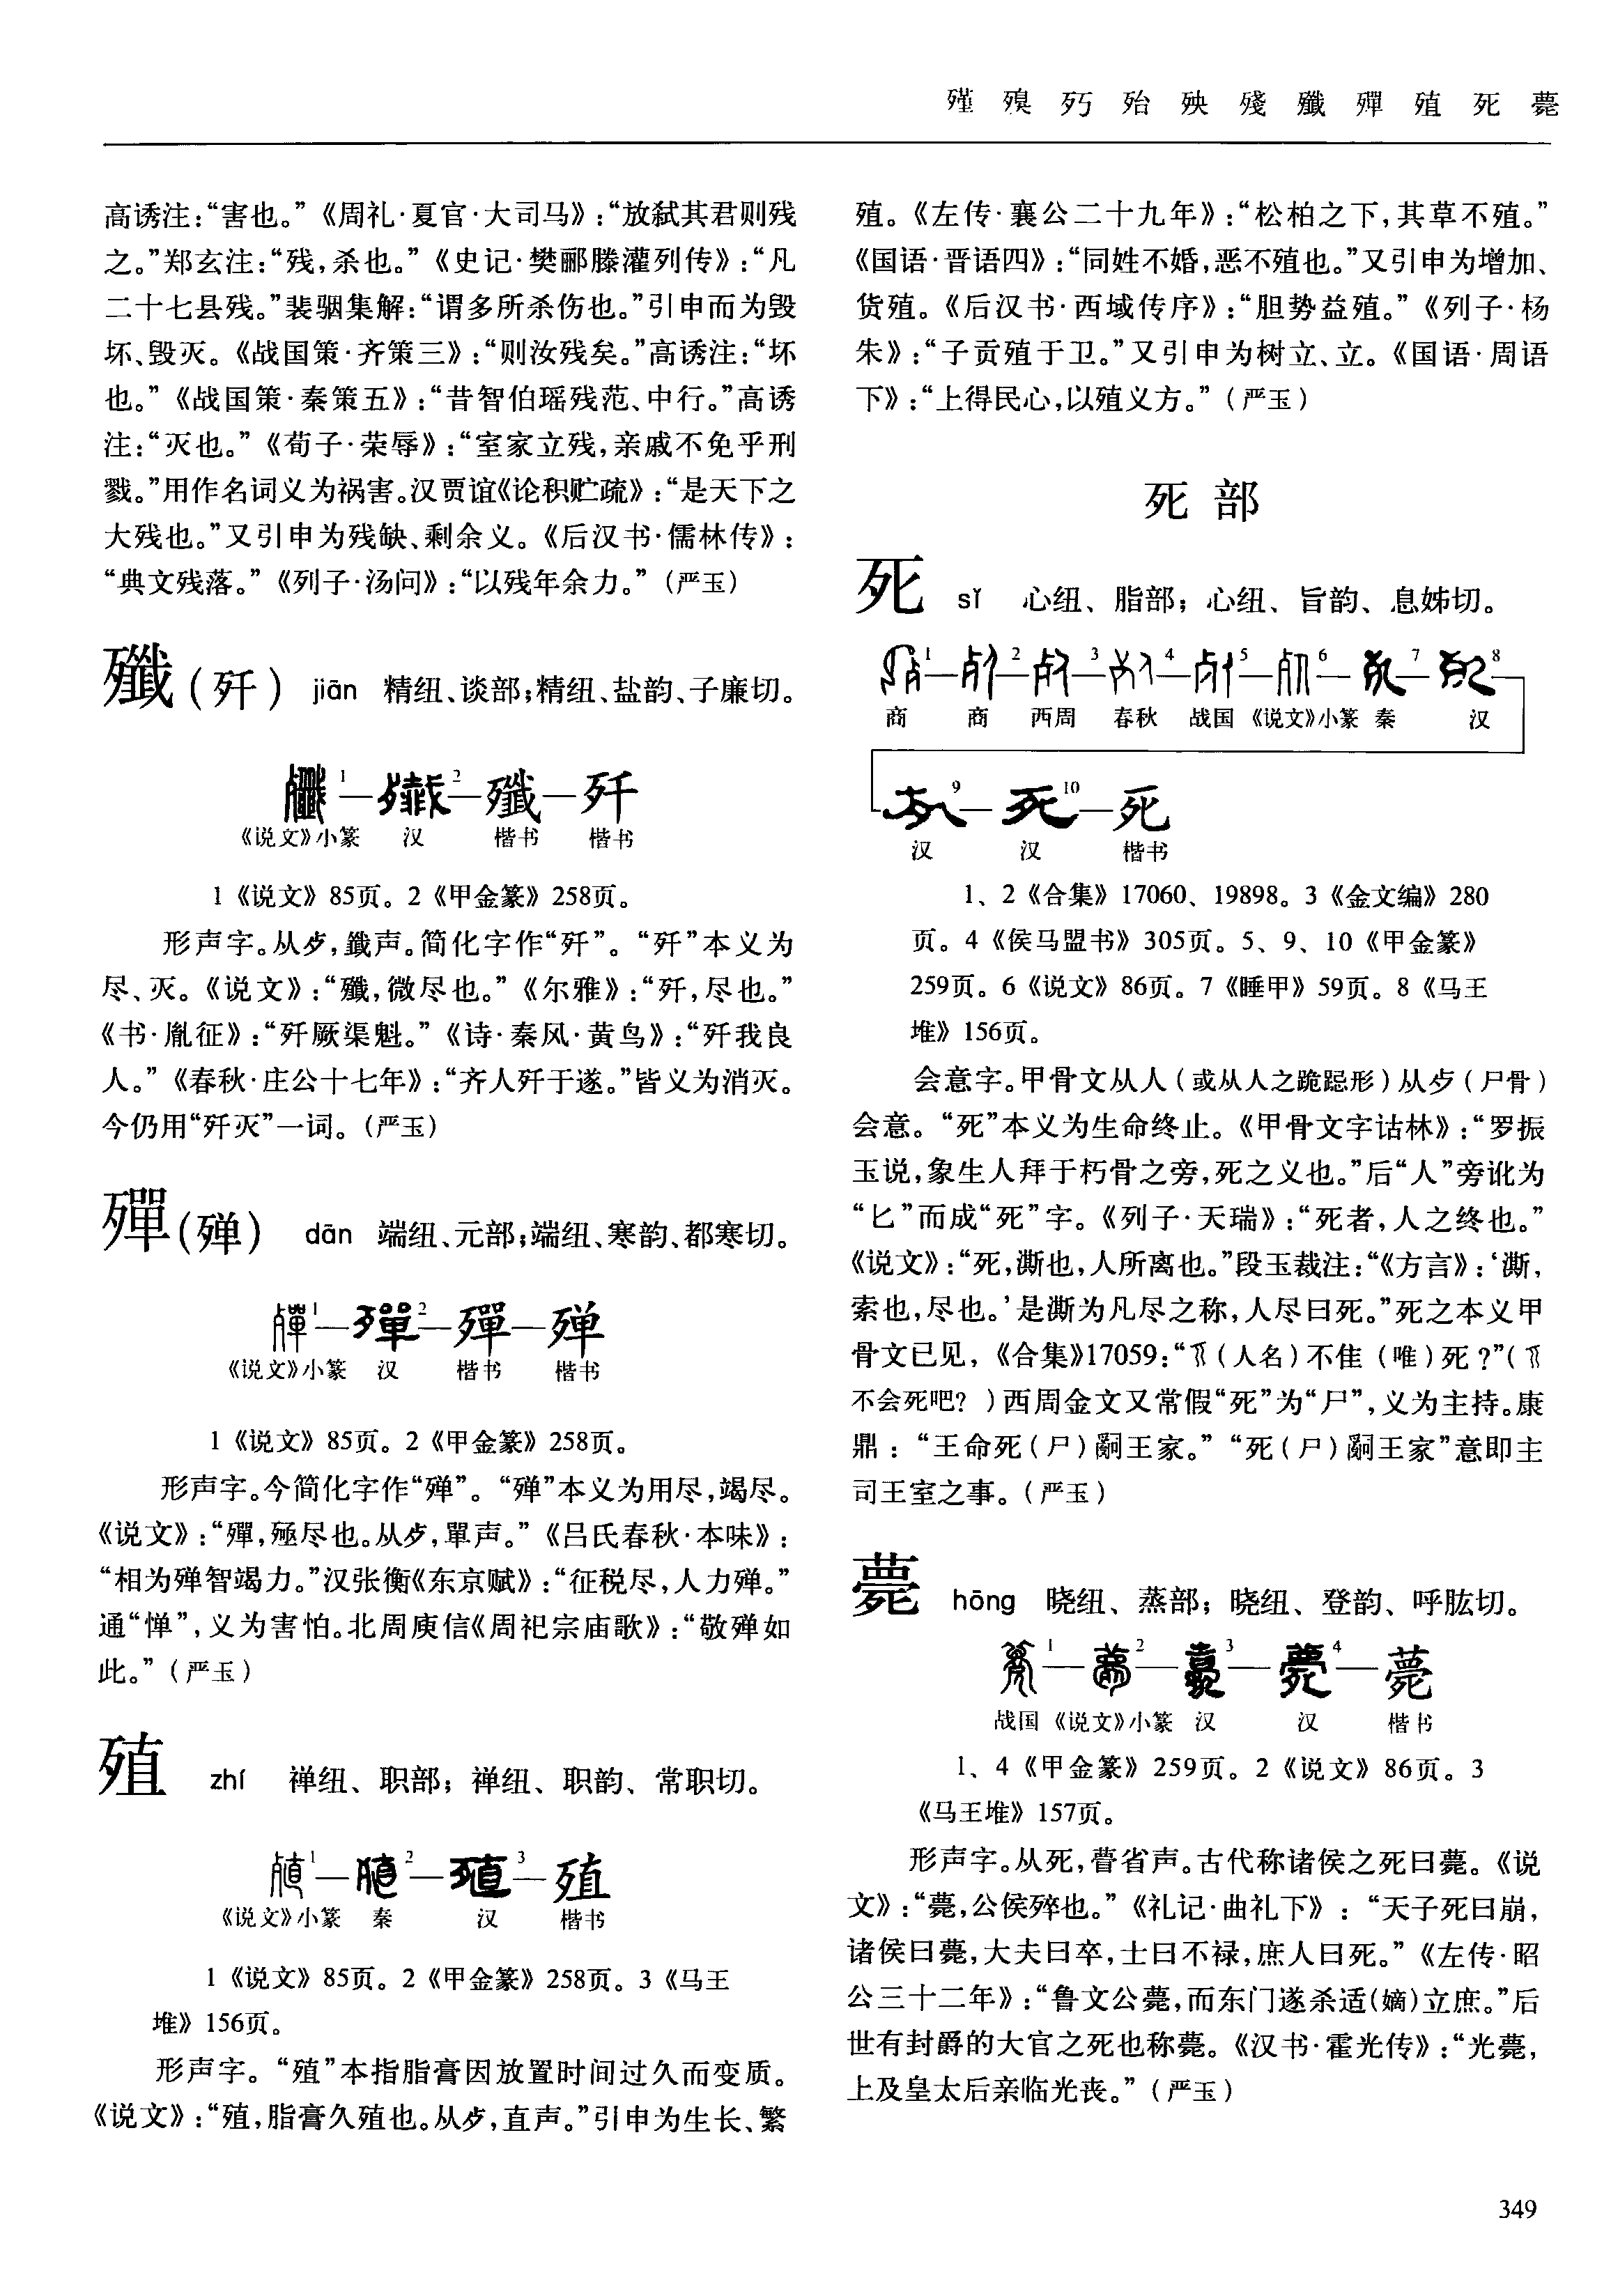 殣 殠 㱙 殆 殃 殘 殲 殫 殖 死 薨
高诱注：“害也。”《周礼·夏官·大司马》：“放弑其君则残
之。”郑玄注：“残，杀也。”《史记·樊郦滕灌列传》：“凡
二十七县残。”裴骃集解：“谓多所杀伤也。”引申而为毁
坏、毁灭。《战国策·齐策三》：“则汝残矣。”高诱注：“坏
也。”《战国策·秦策五》：“昔智伯瑶残范、中行。”高诱
注：“灭也。”《荀子·荣辱》：“室家立残，亲戚不免乎刑
戮。”用作名词义为祸害。汉贾谊《论积贮疏》：“是天下之
大残也。”又引申为残缺、剩余义。《后汉书·儒林传》：
“典文残落。”《列子·汤问》：“以残年余力。”（严玉）
殲（歼） jiān 精纽、谈部；精纽、盐韵、子廉切。
1—2—殲—歼
《说文》小篆 汉 楷书 楷书
1《说文》85页。2《甲金篆》258页。
形声字。从歺，韱声。简化字作“歼”。“歼”本义为
尽、灭。《说文》：“殲，微尽也。”《尔雅》：“歼，尽也。”
《书·胤征》：“歼厥渠魁。”《诗·秦风·黄鸟》：“歼我良
人。”《春秋·庄公十七年》：“齐人歼于遂。”皆义为消灭。
今仍用“歼灭”一词。（严玉）
殫（殚） dān 端纽、元部；端纽、寒韵、都寒切。
1—2—殫—殚
《说文》小篆 汉 楷书 楷书
1《说文》85页。2《甲金篆》258页。
形声字。今简化字作“殚”。“殚”本义为用尽，竭尽。
《说文》：“殫，殛尽也。从歺，單声。”《吕氏春秋·本味》：
“相为殚智竭力。”汉张衡《东京赋》：“征税尽，人力殚。”
通“惮”，义为害怕。北周庾信《周祀宗庙歌》：“敬殚如
此。”（严玉）
殖 zhí 禅纽、职部；禅纽、职韵、常职切。
1—2—3—殖
《说文》小篆 秦 汉 楷书
1《说文》85页。2《甲金篆》258页。3《马王
堆》156页。
形声字。“殖”本指脂膏因放置时间过久而变质。
《说文》：“殖，脂膏久殖也。从歺，直声。”引申为生长、繁
殖。《左传·襄公二十九年》：“松柏之下，其草不殖。”
《国语·晋语四》：“同姓不婚，恶不殖也。”又引申为增加、
货殖。《后汉书·西域传序》：“胆势益殖。”《列子·杨
朱》：“子贡殖于卫。”又引申为树立、立。《国语·周语
下》：“上得民心，以殖义方。”（严玉）
死 部
死 sǐ 心纽、脂部；心纽、旨韵、息姊切。
1—2—3—4—5—6—7—8
商 商 西周 春秋 战国 《说文》小篆 秦 汉
9—10—死
汉 汉 楷书
1、2《合集》17060、19898。3《金文编》280
页。4《侯马盟书》305页。5、9、10《甲金篆》
259页。6《说文》86页。7《睡甲》59页。8《马王
堆》156页。
会意字。甲骨文从人（或从人之跪跽形）从歺（尸骨）
会意。“死”本义为生命终止。《甲骨文字诂林》：“罗振
玉说，象生人拜于朽骨之旁，死之义也。”后“人”旁讹为
“匕”而成“死”字。《列子·天瑞》：“死者，人之终也。”
《说文》：“死，澌也，人所离也。”段玉裁注：“《方言》：‘澌，
索也，尽也。’是澌为凡尽之称，人尽曰死。”死之本义甲
骨文已见，《合集》17059：“（人名）不隹（唯）死？”（
不会死吧？）西周金文又常假“死”为“尸”，义为主持。康
鼎：“王命死（尸）嗣王家。”“死（尸）嗣王家”意即主
司王室之事。（严玉）
薨 hōng 晓纽、蒸部；晓纽、登韵、呼肱切。
1—2—3—4—薨
战国 《说文》小篆 汉 汉 楷书
1、4《甲金篆》259页。2《说文》86页。3
《马王堆》157页。
形声字。从死，瞢省声。古代称诸侯之死曰薨。《说
文》：“薨，公侯殚也。”《礼记·曲礼下》：“天子死曰崩，
诸侯曰薨，大夫曰卒，士曰不禄，庶人曰死。”《左传·昭
公三十二年》：“鲁文公薨，而东门遂杀适（嫡）立庶。”后
世有封爵的大官之死也称薨。《汉书·霍光传》：“光薨，
上及皇太后亲临光丧。”（严玉）
349